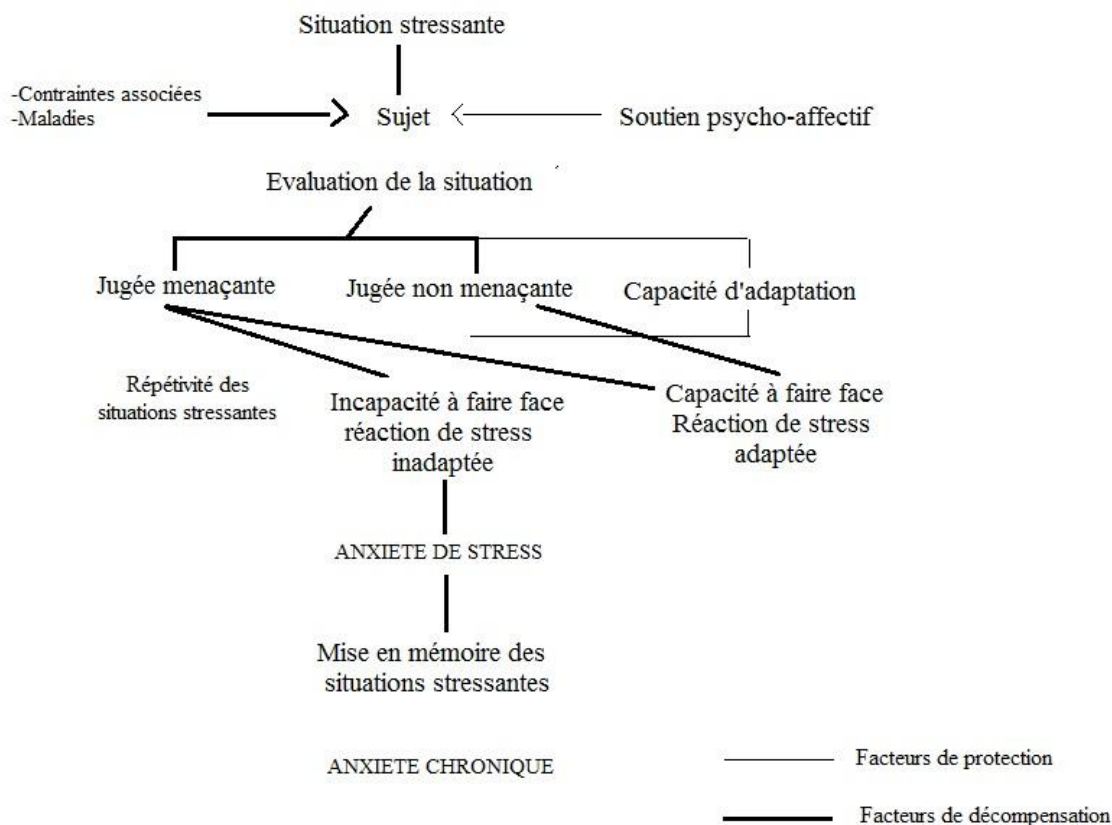 Situation stressante
-Contraintes associées
-Maladies
Sujet
Soutien psycho-affectif
Evaluation de la situation
Jugée menaçante
Jugée non menaçante
Capacité d'adaptation
Répétivité des
situations stressantes
Incapacité à faire face
réaction de stress
inadaptée
Capacité à faire face
Réaction de stress
adaptée
ANXIETE DE STRESS
Mise en mémoire des
situations stressantes
ANXIETE CHRONIQUE
Facteurs de protection
Facteurs de décompensation